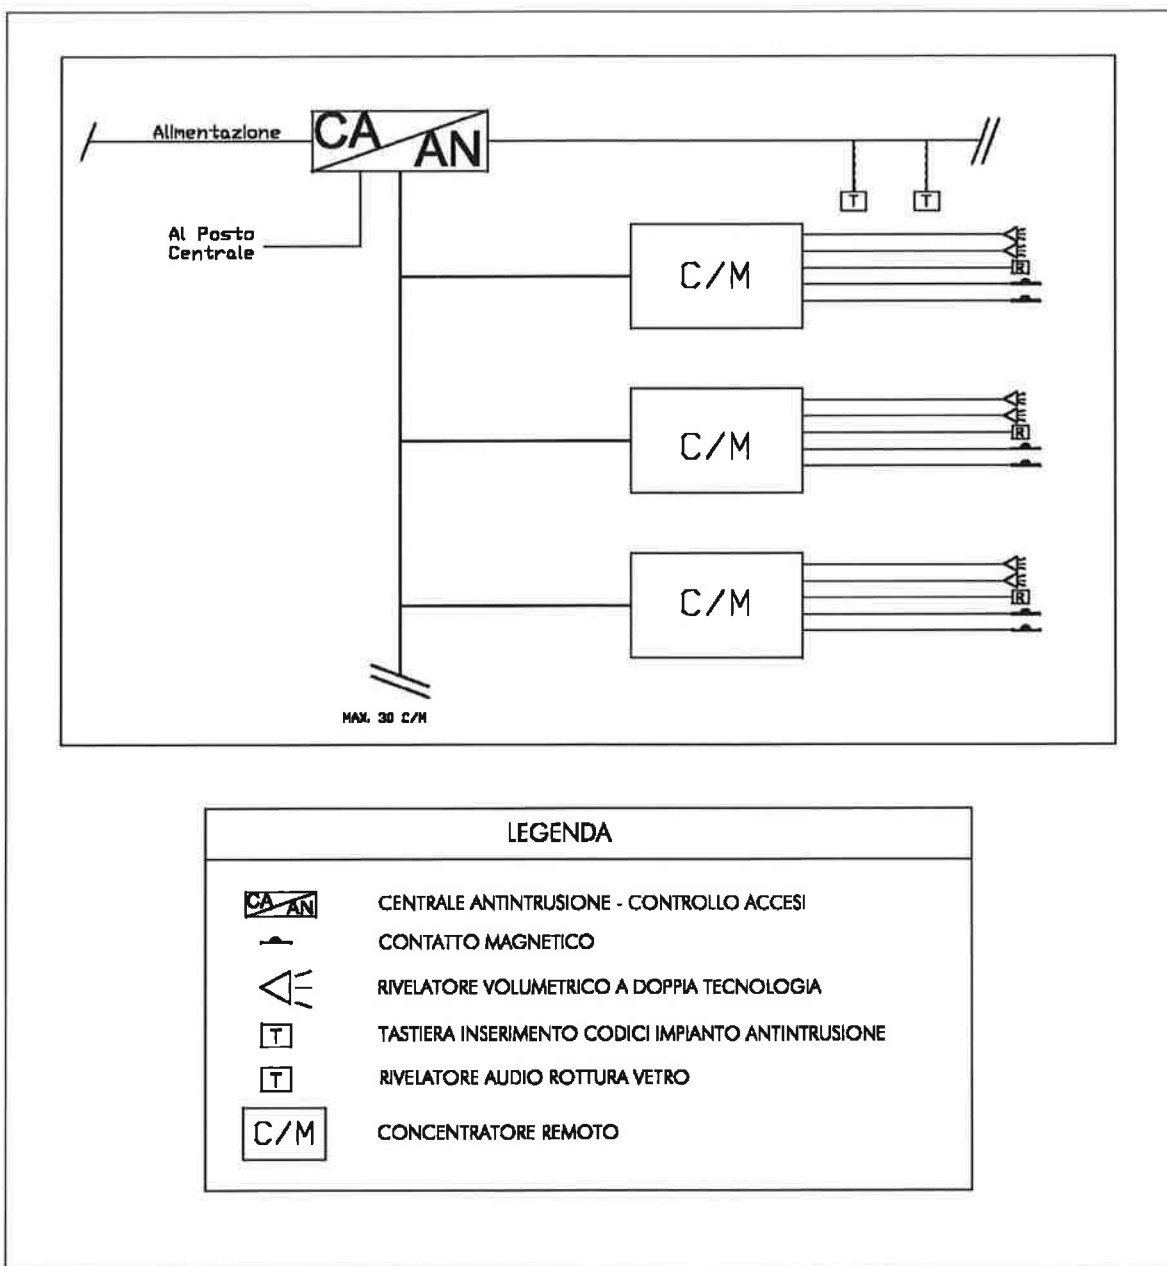 Alimentazione
CA
AN
Al Posto
Centrale
T T
C/M
R
C/M
R
C/M
R
MAX. 30 C/M
LEGENDA
CA AN CENTRALE ANTINTRUSIONE - CONTROLLO ACCESI
CONTATTO MAGNETICO
RIVELATORE VOLUMETRICO A DOPPIA TECNOLOGIA
T TASTIERA INSERIMENTO CODICI IMPIANTO ANTINTRUSIONE
T RIVELATORE AUDIO ROTTURA VETRO
C/M CONCENTRATORE REMOTO